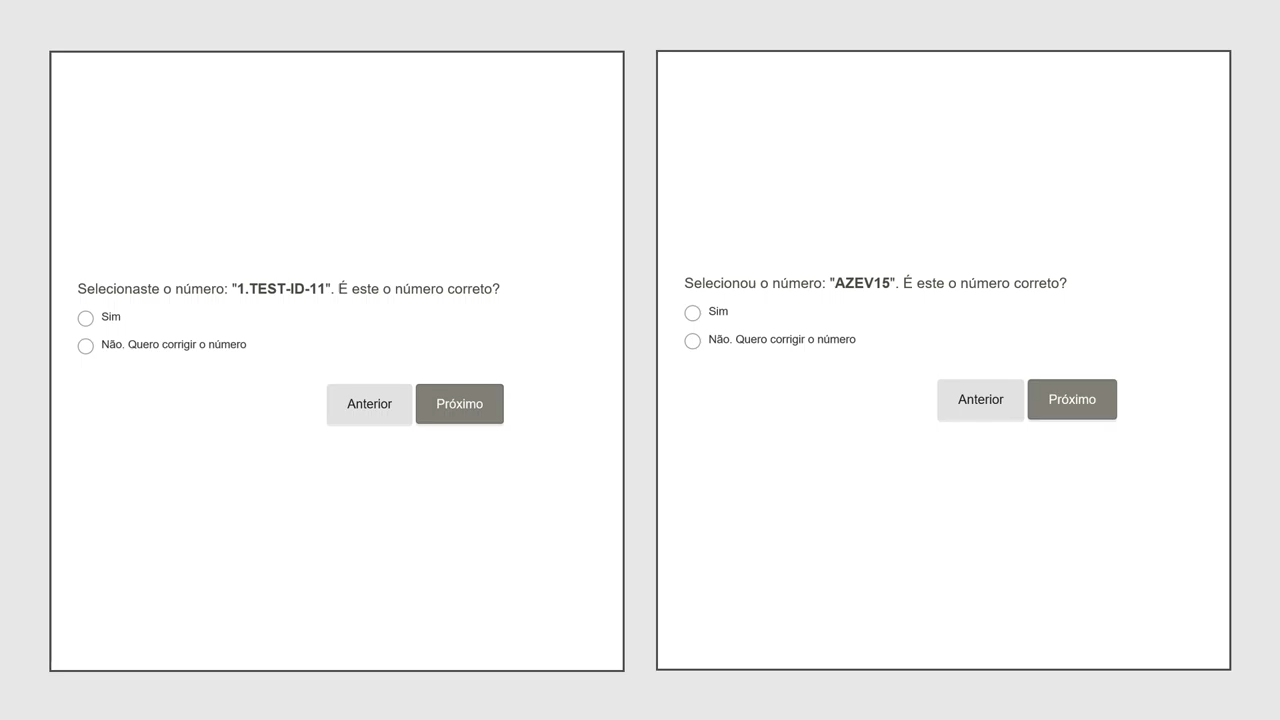 Selecionaste o número: "1.TEST-ID-11". É este o número correto?
Sim
Não. Quero corrigir o número
Anterior
Próximo
Selecionou o número: "AZEV15". É este o número correto?
Sim
Não. Quero corrigir o número
Anterior
Próximo